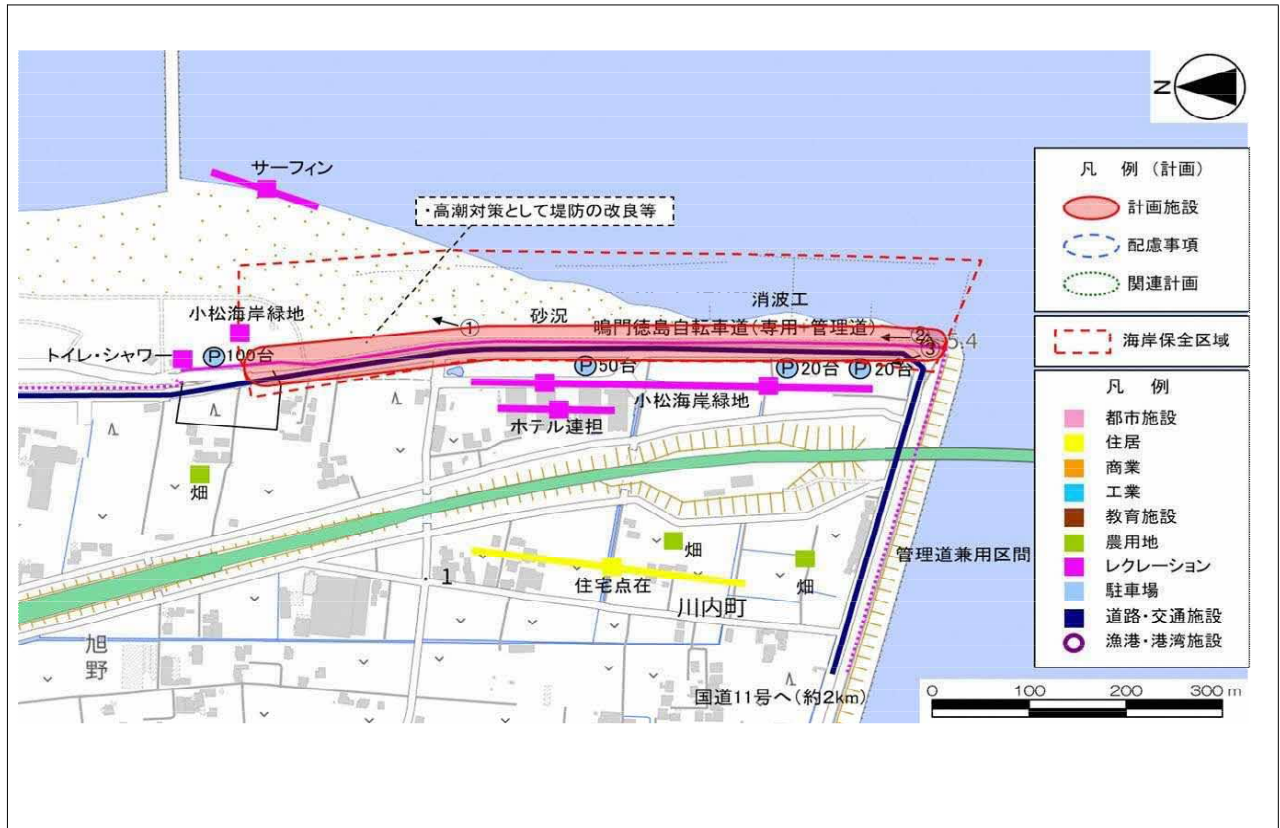 N
サーフィン
・高潮対策として堤防の改良等
小松海岸緑地
砂況
消波工
鳴門徳島自転車道(専用+管理道)
①
②
③
5.4
トイレ・シャワー
P100台
P50台
P20台
P20台
小松海岸緑地
ホテル連担
畑
畑
畑
管理道兼用区間
住宅点在
1
川内町
旭野
国道11号へ(約2km)
凡 例 (計画)
計画施設
配慮事項
関連計画
海岸保全区域
凡 例
都市施設
住居
商業
工業
教育施設
農用地
レクレーション
駐車場
道路・交通施設
漁港・港湾施設
0 100 200 300 m